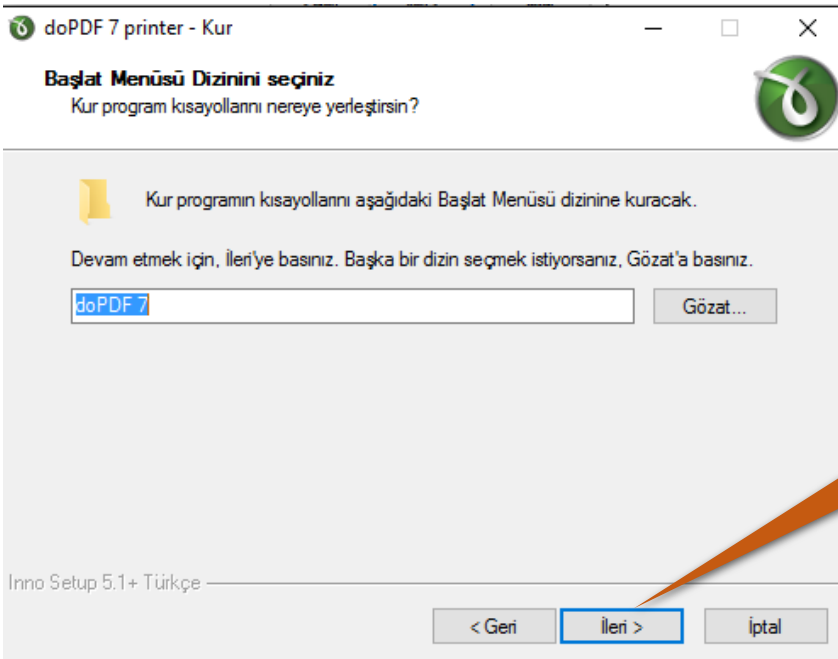 doPDF 7 printer - Kur
Başlat Menüsü Dizinini seçiniz
Kur program kısayollarını nereye yerleştirsin?
Kur programın kısayollarını aşağıdaki Başlat Menüsü dizinine kuracak.
Devam etmek için, İleri'ye basınız. Başka bir dizin seçmek istiyorsanız, Gözat'a basınız.
doPDF 7
Gözat...
Inno Setup 5.1+ Türkçe
< Geri
İleri >
İptal